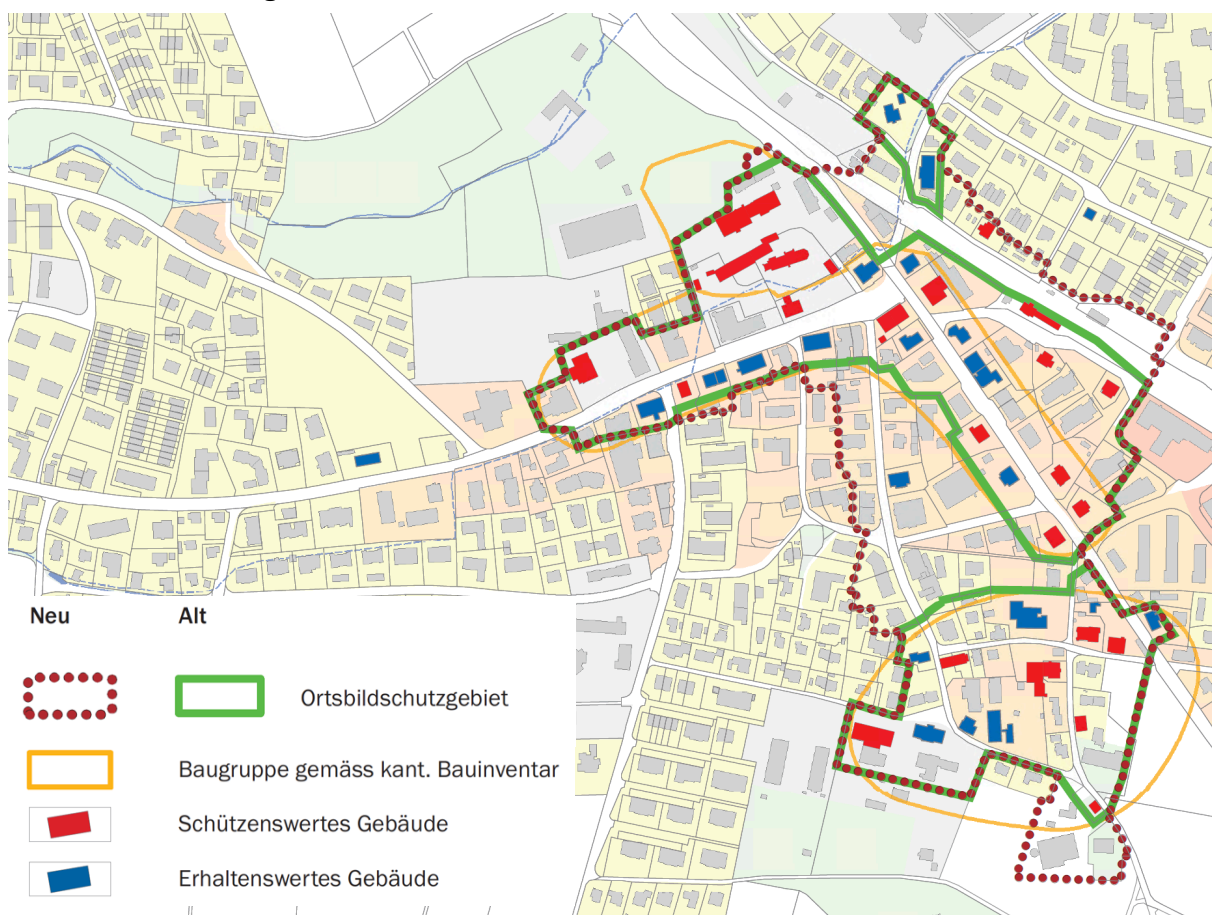 Neu Alt
Ortsbildschutzgebiet
Baugruppe gemäss kant. Bauinventar
Schützenswertes Gebäude
Erhaltenswertes Gebäude